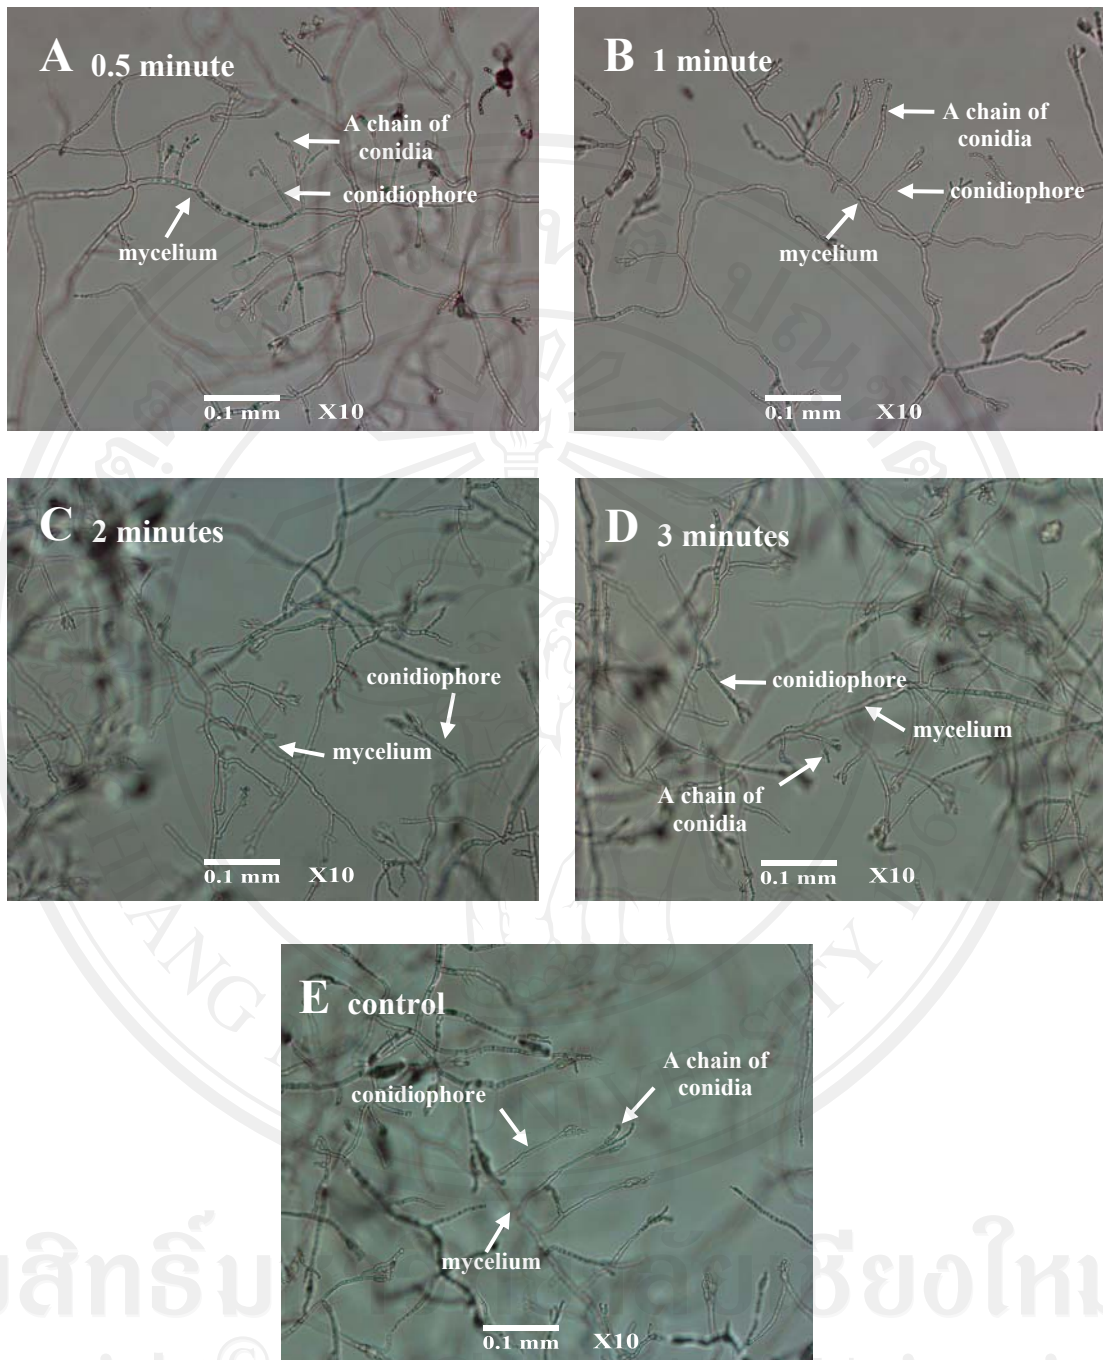 A 0.5 minute
A chain of
conidia
conidiophore
mycelium
0.1 mm X10
B 1 minute
A chain of
conidia
conidiophore
mycelium
0.1 mm X10
C 2 minutes
conidiophore
mycelium
0.1 mm X10
D 3 minutes
conidiophore
mycelium
A chain of
conidia
0.1 mm X10
E control
A chain of
conidia
conidiophore
mycelium
0.1 mm X10